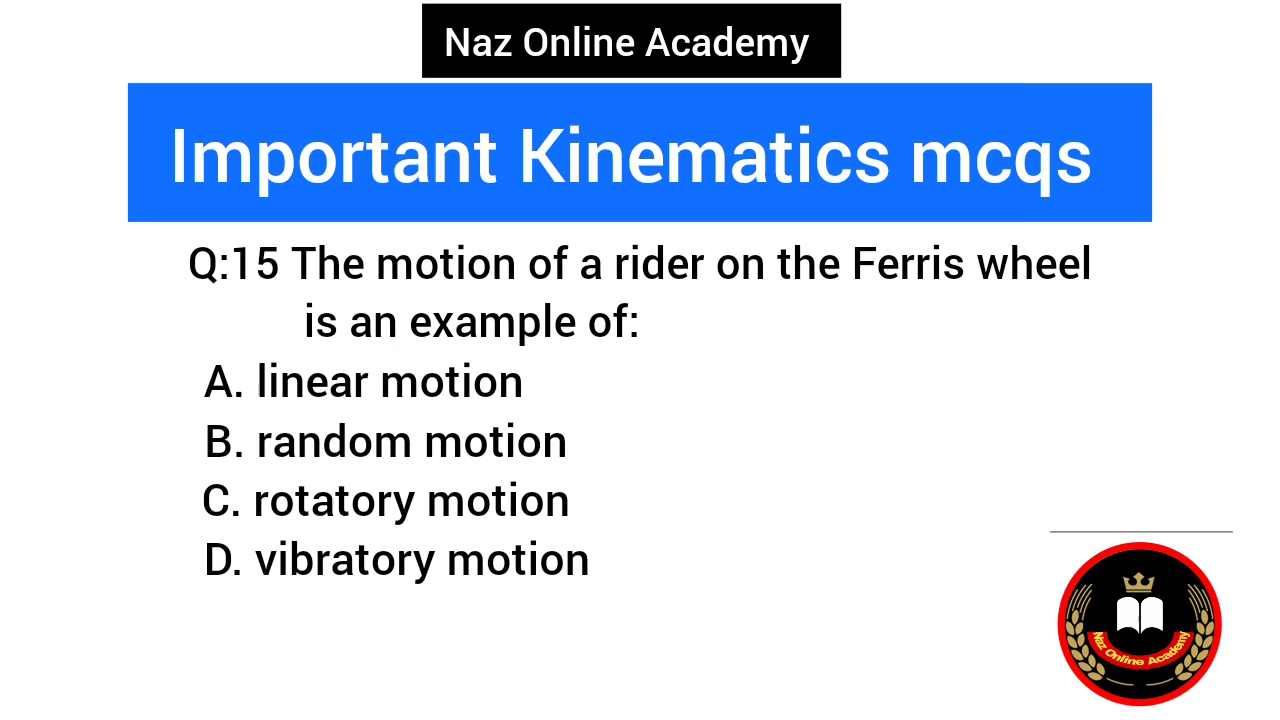 Naz Online Academy
Important Kinematics mcqs
Q:15 The motion of a rider on the Ferris wheel
is an example of:
A. linear motion
B. random motion
C. rotatory motion
D. vibratory motion
Naz Online Academy